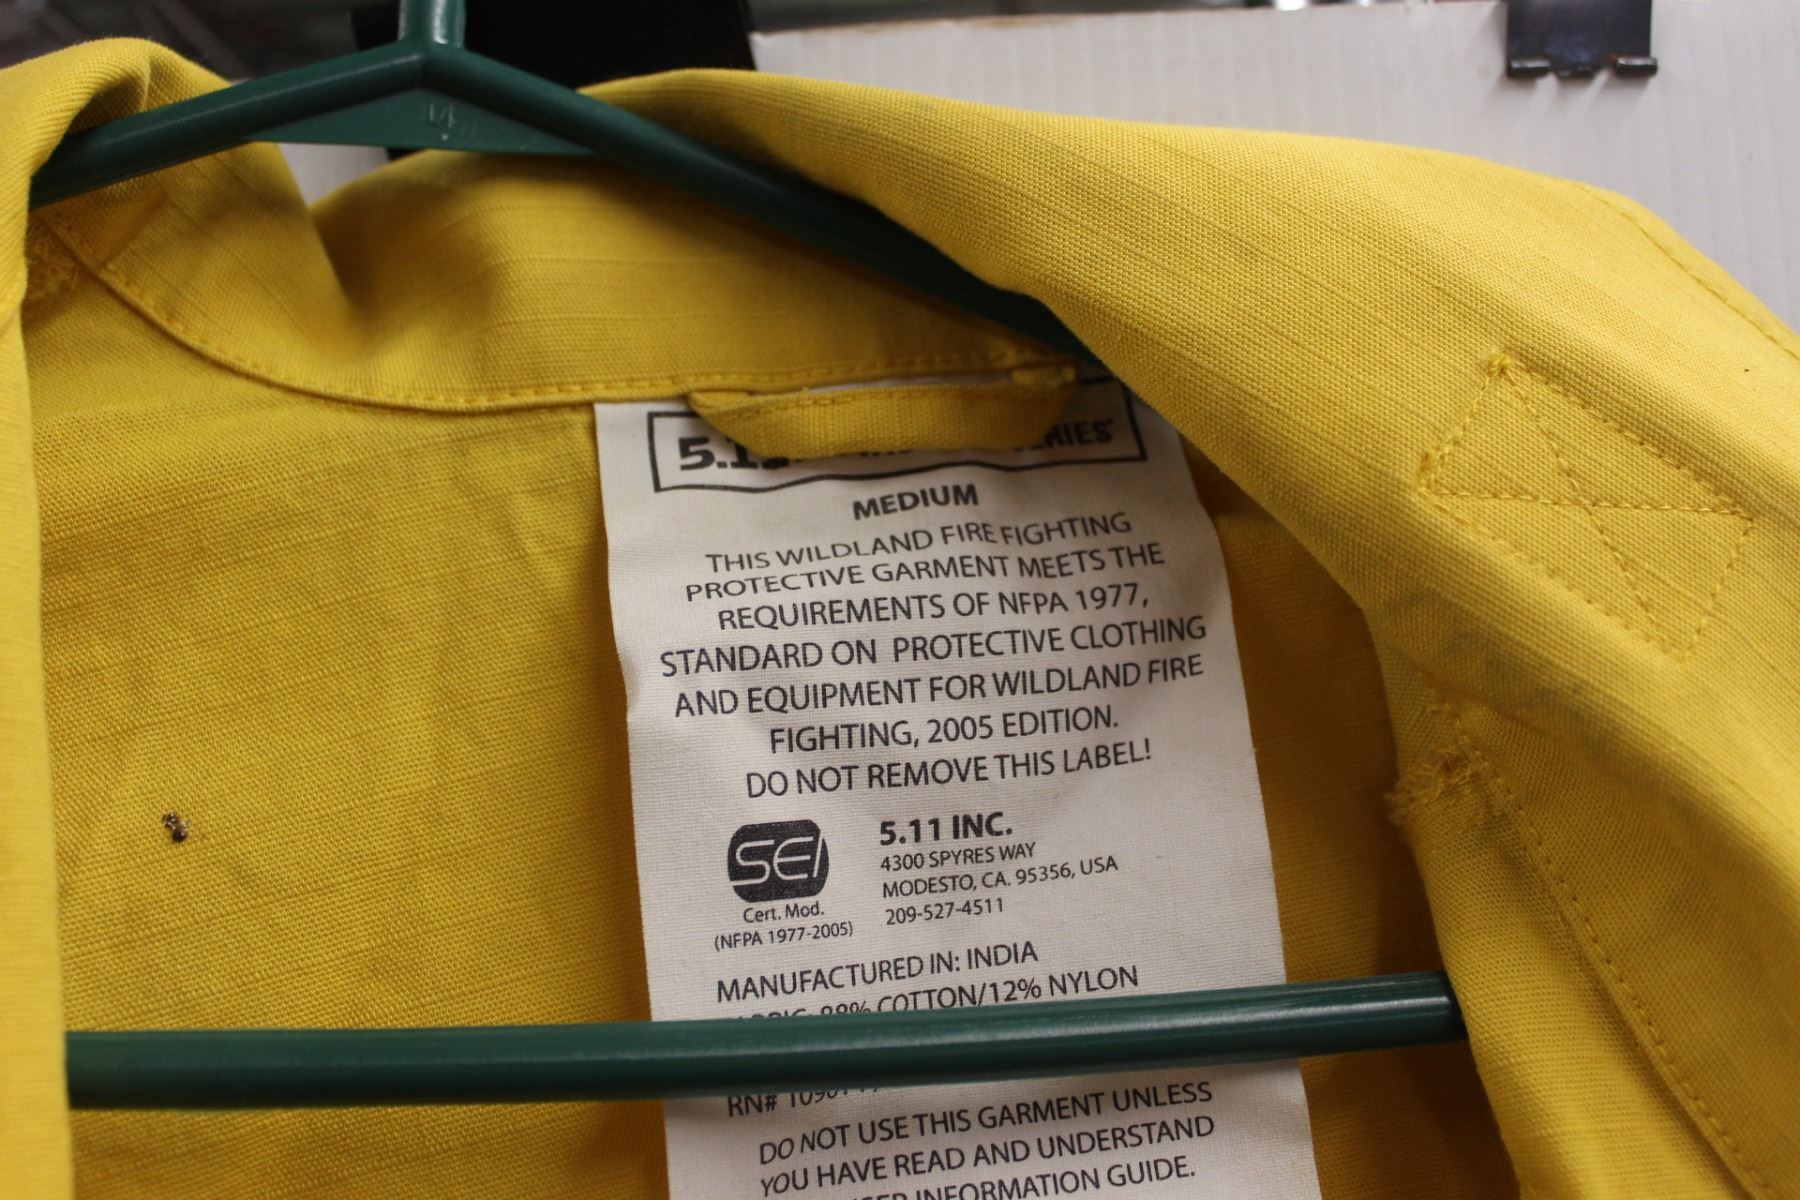 MEDIUM
THIS WILDLAND FIRE FIGHTING
PROTECTIVE GARMENT MEETS THE
REQUIREMENTS OF NFPA 1977,
STANDARD ON PROTECTIVE CLOTHING
AND EQUIPMENT FOR WILDLAND FIRE
FIGHTING, 2005 EDITION.
DO NOT REMOVE THIS LABEL!
SEI
Cert. Mod.
(NFPA 1977-2005)
5.11 INC.
4300 SPYRES WAY
MODESTO, CA. 95356, USA
209-527-4511
MANUFACTURED IN: INDIA
88% COTTON/12% NYLON
RN#
DO NOT USE THIS GARMENT UNLESS
YOU HAVE READ AND UNDERSTAND
INFORMATION GUIDE.
14